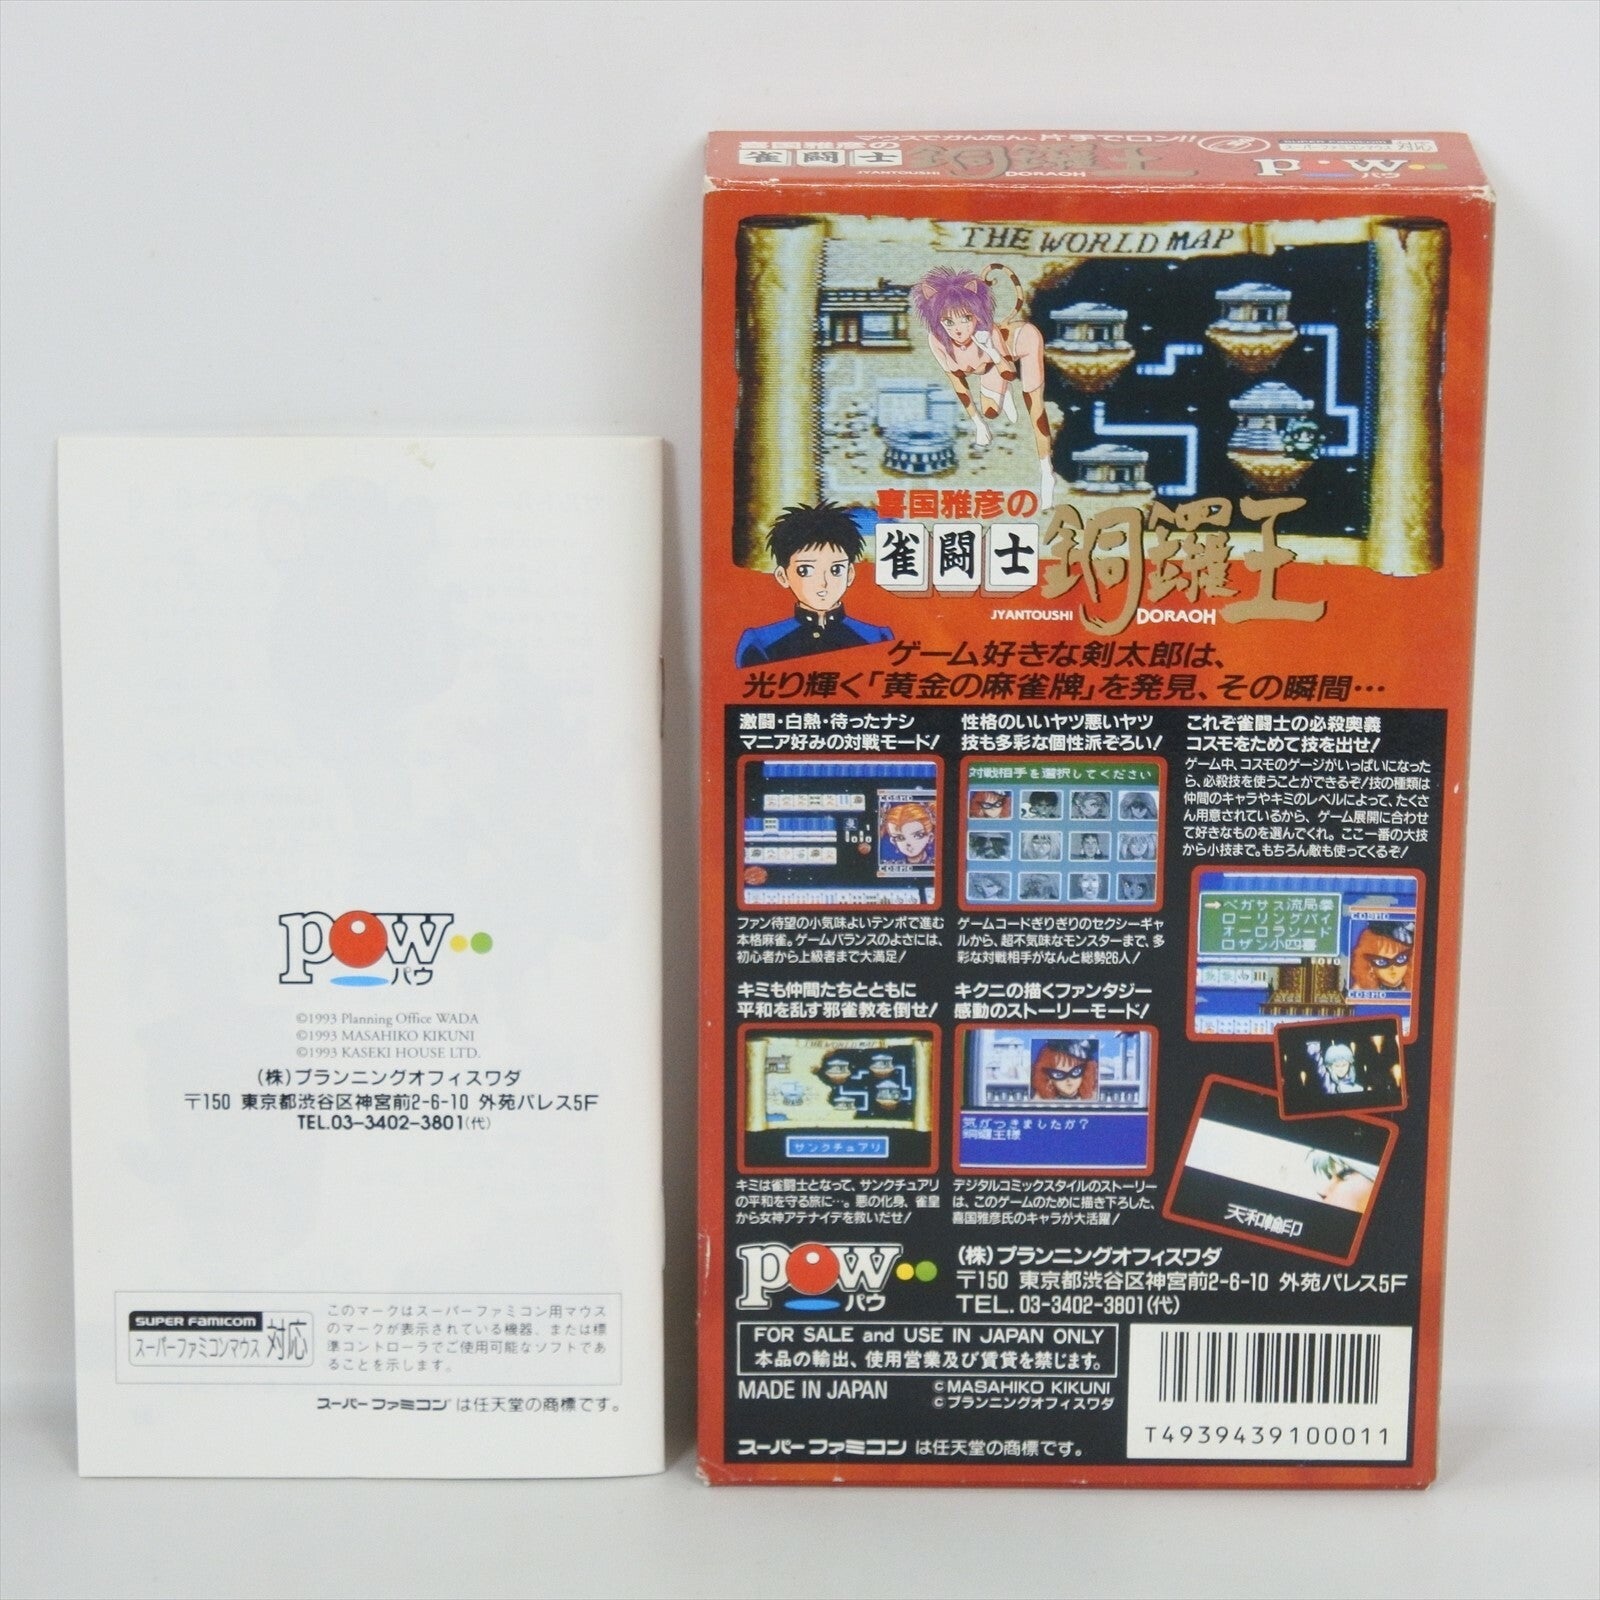 pow
パウ
©1993 Planning Office WADA
©1993 MASAHIKO KIKUNI
©1993 KASEKI HOUSE LTD.
(株)プランニングオフィスワダ
〒150 東京都渋谷区神宮前2-6-10 外苑パレス5F
TEL.03-3402-3801(代)
SUPER FAMICOM
スーパーファミコンマウス 対応
このマークはスーパーファミコン用マウス
のマークが表示されている機器、または標
準コントローラでご使用可能なソフトであ
ることを示します。
スーパーファミコンは任天堂の商標です。
マウスでかんたん、片手でロン!!
喜国雅彦の
雀闘士 銅鑼王
JYANTOUSHI DORAOH
SUPER FAMICOM
スーパーファミコンマウス 対応
pow
パウ
THE WORLD MAP
喜国雅彦の
雀闘士 銅鑼王
JYANTOUSHI DORAOH
ゲーム好きな剣太郎は、
光り輝く「黄金の麻雀牌」を発見、その瞬間…
激闘・白熱・待ったナシ
マニア好みの対戦モード!
COSMO
COSMO
ファン待望の小気味よいテンポで進む
本格麻雀。ゲームバランスのよさには、
初心者から上級者まで大満足!
性格のいいヤツ悪いヤツ
技も多彩な個性派ぞろい!
対戦相手を選択してください
ゲームコードぎりぎりのセクシーギャ
ルから、超不気味なモンスターまで、多
彩な対戦相手がなんと総勢26人!
これぞ雀闘士の必殺奥義
コスモをためて技を出せ!
ゲーム中、コスモのゲージがいっぱいになった
ら、必殺技を使うことができるぞ!技の種類は
仲間のキャラやキミのレベルによって、たくさ
ん用意されているから、ゲーム展開に合わせ
て好きなものを選んでくれ。ここ一番の大技
から小技まで。もちろん敵も使ってくるぞ!
→ペガサス流局拳
ローリングパイ
オーロラソード
ロザン小四喜
COSMO
COSMO
キミも仲間たちとともに
平和を乱す邪雀教を倒せ!
THE WORLD MAP
サンクチュアリ
キミは雀闘士となって、サンクチュアリ
の平和を守る旅に…。悪の化身、雀皇
から女神アテナイデを救いだせ!
キクニの描くファンタジー
感動のストーリーモード!
気がつきましたか?
銅鑼王様
デジタルコミックスタイルのストーリー
は、このゲームのために描き下ろした、
喜国雅彦氏のキャラが大活躍!
天和輪印
pow
パウ
(株)プランニングオフィスワダ
〒150 東京都渋谷区神宮前2-6-10 外苑パレス5F
TEL. 03-3402-3801(代)
FOR SALE and USE IN JAPAN ONLY
本品の輸出、使用営業及び賃貸を禁じます。
MADE IN JAPAN
©MASAHIKO KIKUNI
©プランニングオフィスワダ
スーパーファミコンは任天堂の商標です。
T4939439100011